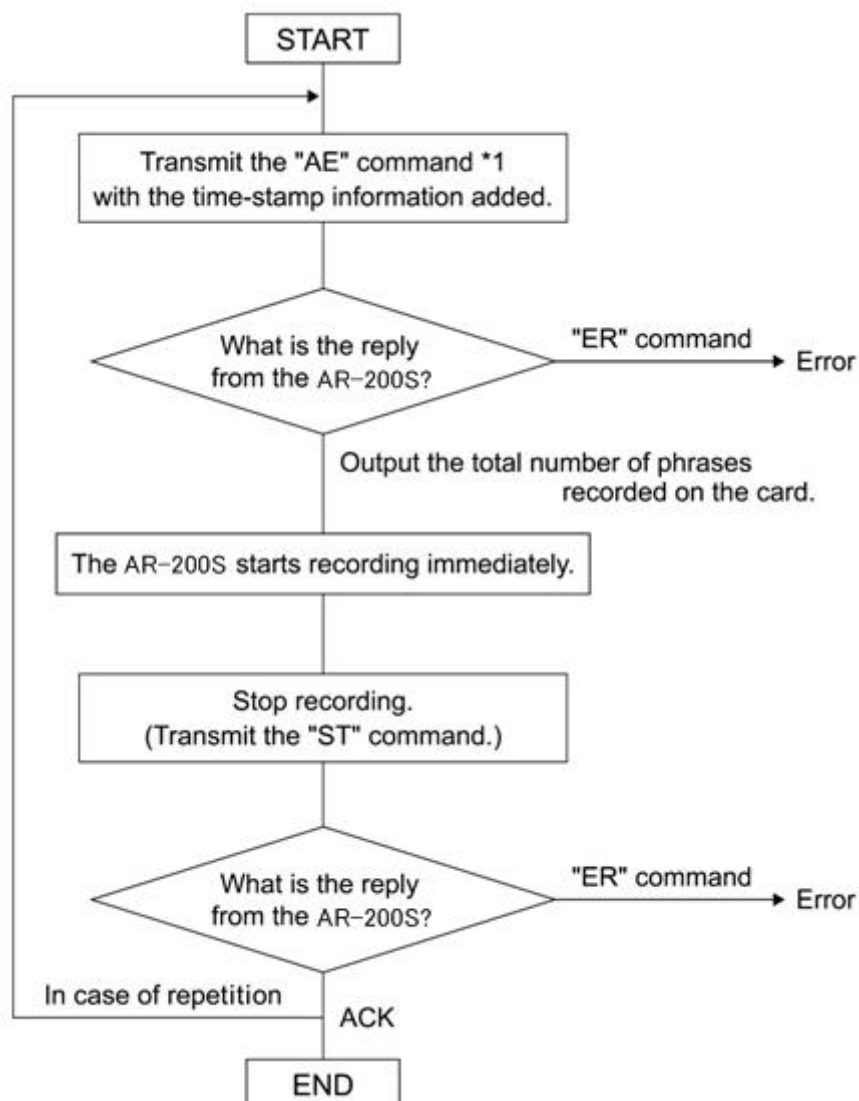 START
Transmit the "AE" command *1
with the time-stamp information added.
What is the reply
from the AR-200S?
"ER" command
Error
Output the total number of phrases
recorded on the card.
The AR-200S starts recording immediately.
Stop recording.
(Transmit the "ST" command.)
What is the reply
from the AR-200S?
"ER" command
Error
In case of repetition
ACK
END